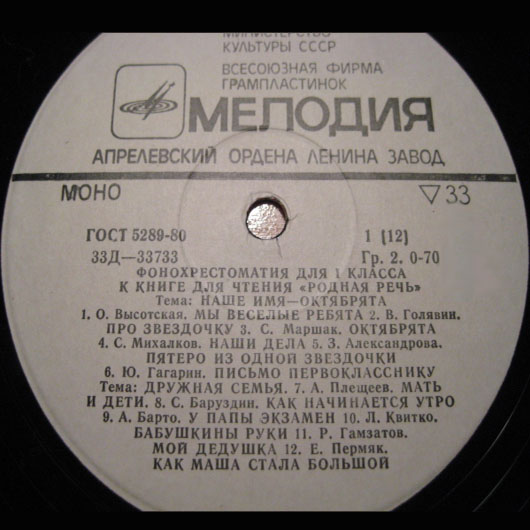 МИНИСТЕРСТВО
КУЛЬТУРЫ СССР
ВСЕСОЮЗНАЯ ФИРМА
ГРАМПЛАСТИНОК
МЕЛОДИЯ
АПРЕЛЕВСКИЙ ОРДЕНА ЛЕНИНА ЗАВОД
МОНО ▽33
ГОСТ 5289-80 1 (12)
33Д—33733 Гр. 2. 0-70
ФОНОХРЕСТОМАТИЯ ДЛЯ 1 КЛАССА
К КНИГЕ ДЛЯ ЧТЕНИЯ «РОДНАЯ РЕЧЬ»
Тема: НАШЕ ИМЯ—ОКТЯБРЯТА
1. О. Высотская. МЫ ВЕСЕЛЫЕ РЕБЯТА 2. В. Голявин.
ПРО ЗВЕЗДОЧКУ 3. С. Маршак. ОКТЯБРЯТА
4. С. Михалков. НАШИ ДЕЛА 5. З. Александрова.
ПЯТЕРО ИЗ ОДНОЙ ЗВЕЗДОЧКИ
6. Ю. Гагарин. ПИСЬМО ПЕРВОКЛАССНИКУ
Тема: ДРУЖНАЯ СЕМЬЯ. 7. А. Плещеев. МАТЬ
И ДЕТИ. 8. С. Баруздин. КАК НАЧИНАЕТСЯ УТРО
9. А. Барто. У ПАПЫ ЭКЗАМЕН 10. Л. Квитко.
БАБУШКИНЫ РУКИ 11. Р. Гамзатов.
МОЙ ДЕДУШКА 12. Е. Пермяк.
КАК МАША СТАЛА БОЛЬШОЙ